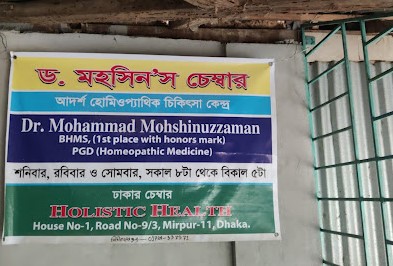 ড. মহসিন'স চেম্বার
আদর্শ হোমিওপ্যাথিক চিকিৎসা কেন্দ্র
Dr. Mohammad Mohshinuzzaman
BHMS, (1st place with honors mark)
PGD (Homeopathic Medicine)
শনিবার, রবিবার ও সোমবার, সকাল ৮টা থেকে বিকাল ৫টা
ঢাকার চেম্বার
HOLISTIC HEALTH
House No-1, Road No-9/3, Mirpur-11, Dhaka.